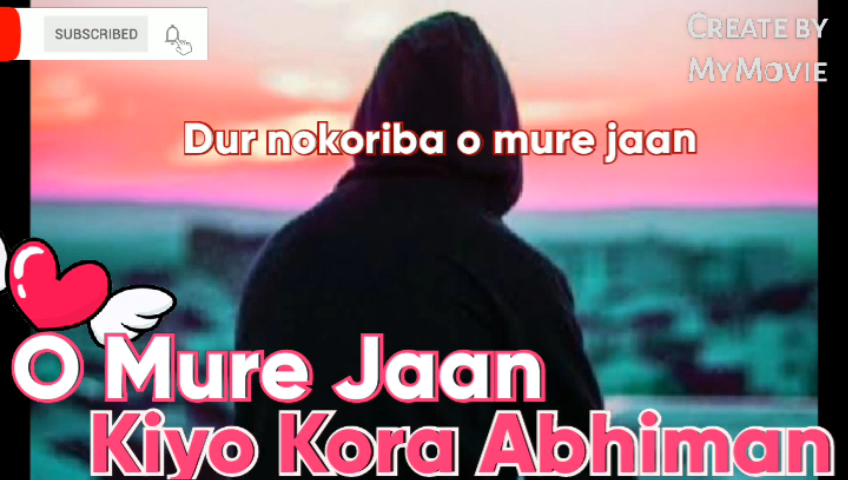 SUBSCRIBED
CREATE BY
MYMOVIE
Dur nokoriba o mure jaan
O Mure Jaan
Kiyo Kora Abhiman